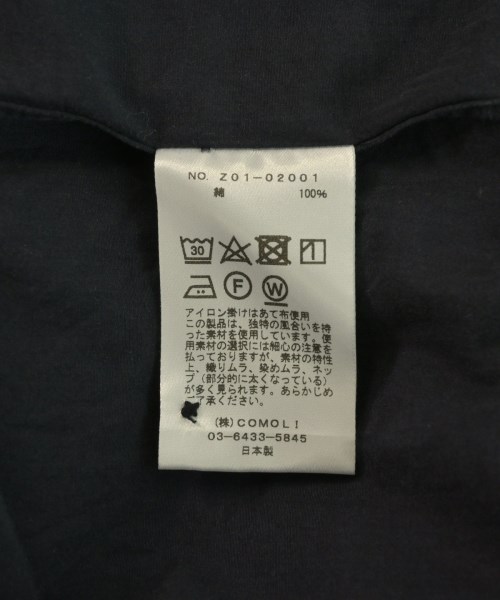 NO. Z01-02001
綿 100%
30
F W
アイロン掛けはあて布使用
この製品は、独特の風合いを持
った素材を使用しています。使
用素材の選択には細心の注意を
払っておりますが、素材の特性
上、織りムラ、染めムラ、ネッ
プ(部分的に太くなっている)
が多く見られます。あらかじめ
ご了承ください。
(株)COMOLI
03-6433-5845
日本製